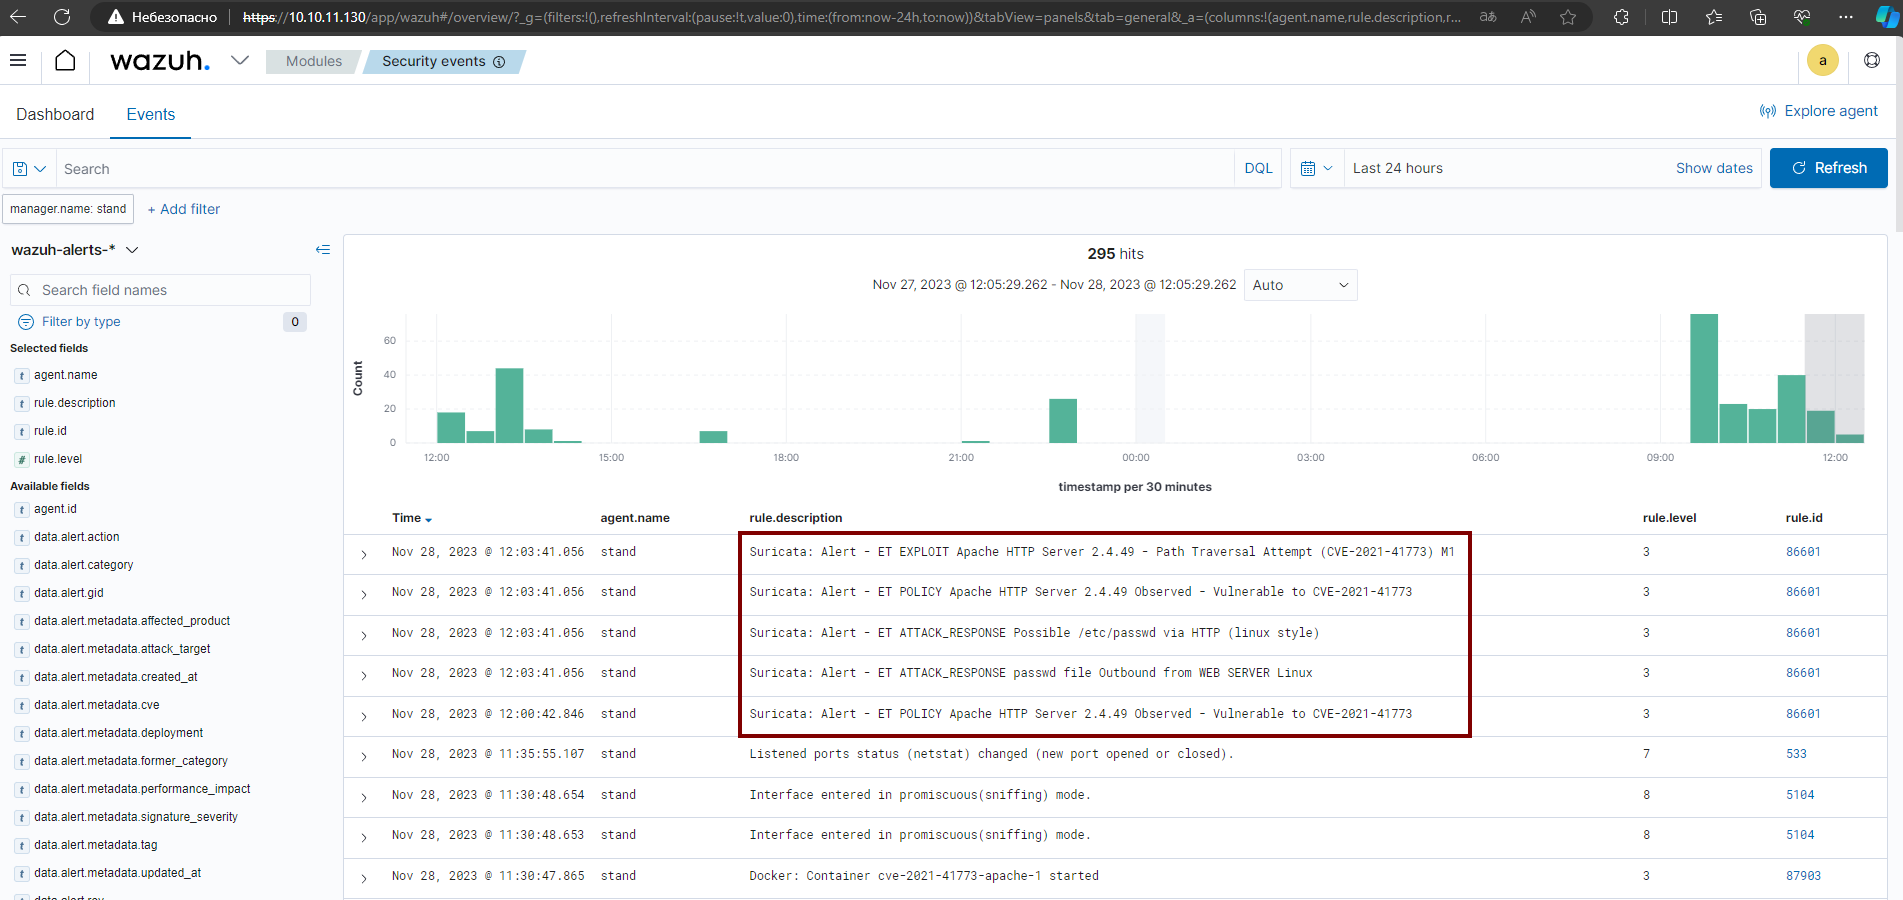 Небезопасно https://10.10.11.130/app/wazuh#/overview/?_g=(filters:!(),refreshInterval:(pause:!t,value:0),time:(from:now-24h,to:now))&tabView=panels&tab=general&_a=(columns:!(agent.name,rule.description,r...
wazuh. Modules Security events a
Dashboard Events Explore agent
Search DQL Last 24 hours Show dates Refresh
manager.name: stand + Add filter
wazuh-alerts-*
Search field names
Filter by type 0
Selected fields
t agent.name
t rule.description
t rule.id
# rule.level
Available fields
t agent.id
t data.alert.action
t data.alert.category
t data.alert.gid
t data.alert.metadata.affected_product
t data.alert.metadata.attack_target
t data.alert.metadata.created_at
t data.alert.metadata.cve
t data.alert.metadata.deployment
t data.alert.metadata.former_category
t data.alert.metadata.performance_impact
t data.alert.metadata.signature_severity
t data.alert.metadata.tag
t data.alert.metadata.updated_at
data.alert.rev
295 hits
Nov 27, 2023 @ 12:05:29.262 - Nov 28, 2023 @ 12:05:29.262 Auto
Count
60
40
20
0
12:00 15:00 18:00 21:00 00:00 03:00 06:00 09:00 12:00
timestamp per 30 minutes
Time agent.name rule.description rule.level rule.id
Nov 28, 2023 @ 12:03:41.056 stand Suricata: Alert - ET EXPLOIT Apache HTTP Server 2.4.49 - Path Traversal Attempt (CVE-2021-41773) M1 3 86601
Nov 28, 2023 @ 12:03:41.056 stand Suricata: Alert - ET POLICY Apache HTTP Server 2.4.49 Observed - Vulnerable to CVE-2021-41773 3 86601
Nov 28, 2023 @ 12:03:41.056 stand Suricata: Alert - ET ATTACK_RESPONSE Possible /etc/passwd via HTTP (linux style) 3 86601
Nov 28, 2023 @ 12:03:41.056 stand Suricata: Alert - ET ATTACK_RESPONSE passwd file Outbound from WEB SERVER Linux 3 86601
Nov 28, 2023 @ 12:00:42.846 stand Suricata: Alert - ET POLICY Apache HTTP Server 2.4.49 Observed - Vulnerable to CVE-2021-41773 3 86601
Nov 28, 2023 @ 11:35:55.107 stand Listened ports status (netstat) changed (new port opened or closed). 7 533
Nov 28, 2023 @ 11:30:48.654 stand Interface entered in promiscuous(sniffing) mode. 8 5104
Nov 28, 2023 @ 11:30:48.653 stand Interface entered in promiscuous(sniffing) mode. 8 5104
Nov 28, 2023 @ 11:30:47.865 stand Docker: Container cve-2021-41773-apache-1 started 3 87903